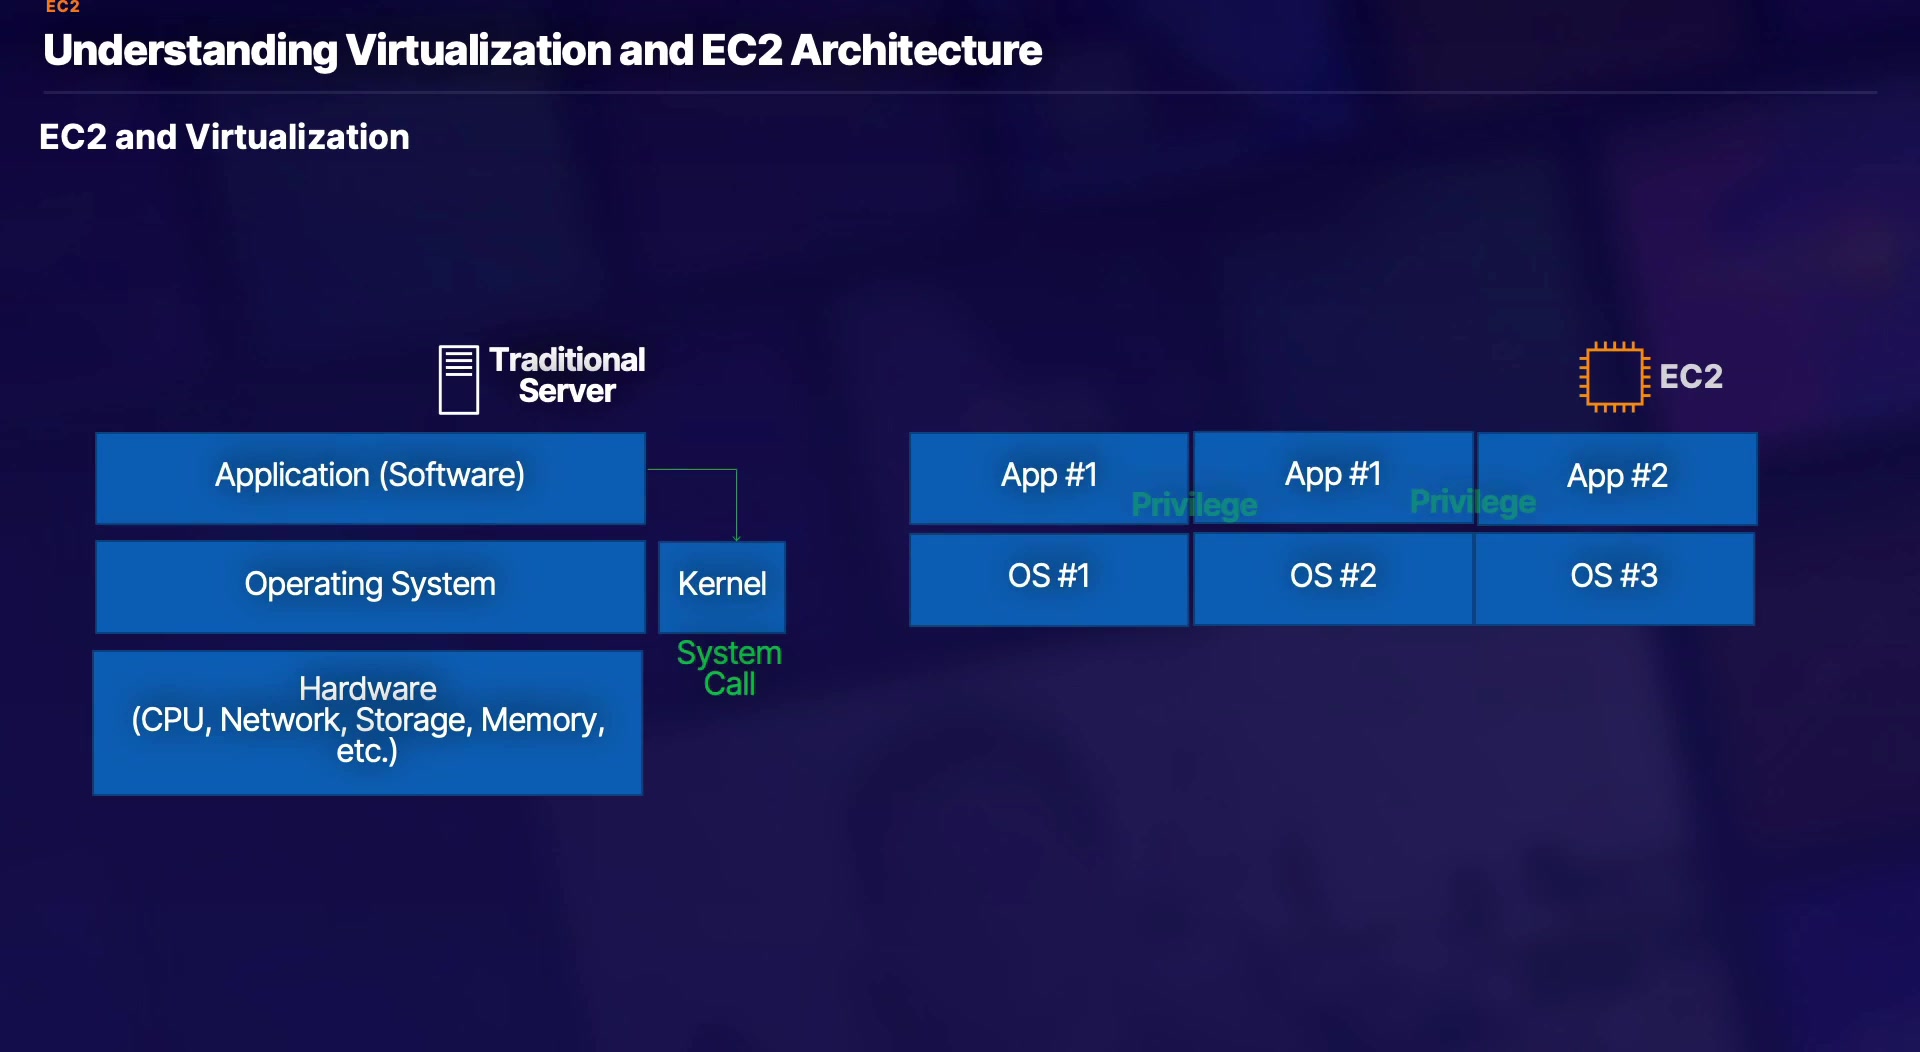 EC2
Understanding Virtualization and EC2 Architecture
EC2 and Virtualization
Traditional
Server
Application (Software)
Operating System
Kernel
System
Call
Hardware
(CPU, Network, Storage, Memory,
etc.)
EC2
App #1
App #1
App #2
Privilege
Privilege
OS #1
OS #2
OS #3